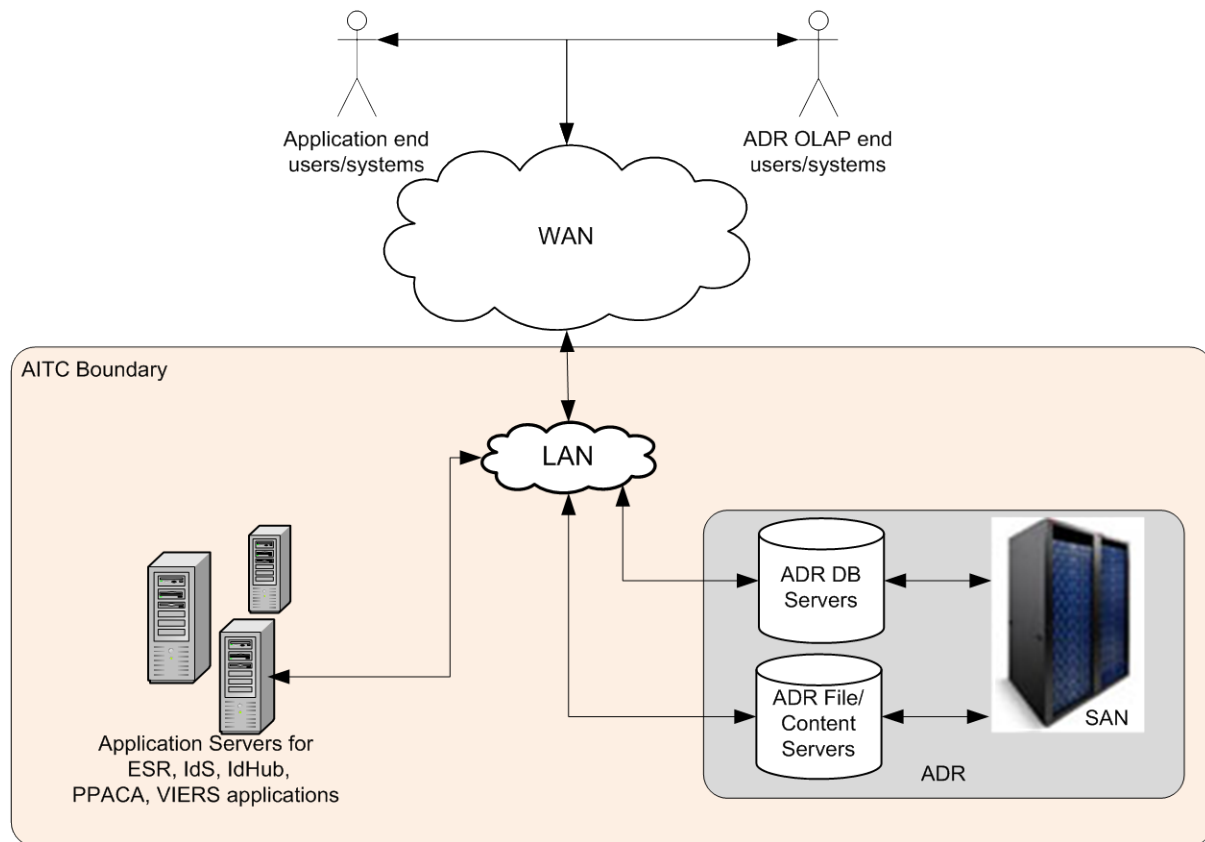 Application end
users/systems
ADR OLAP end
users/systems
WAN
AITC Boundary
LAN
ADR DB
Servers
ADR File/
Content
Servers
SAN
ADR
Application Servers for
ESR, IdS, IdHub,
PPACA, VIERS applications